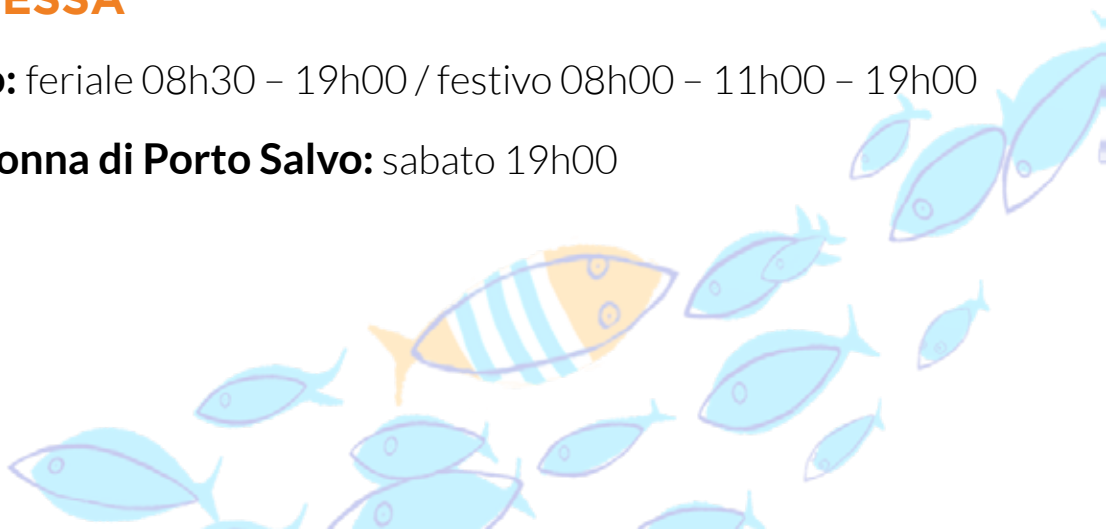 ESSA
o: feriale 08h30 – 19h00 / festivo 08h00 – 11h00 – 19h00
onna di Porto Salvo: sabato 19h00